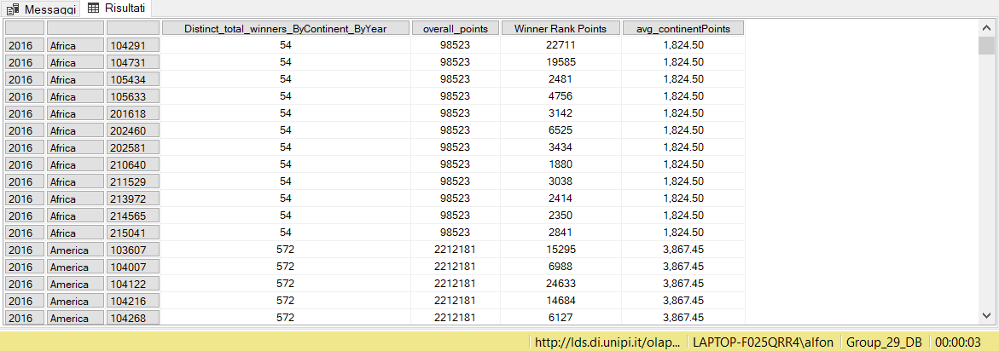 Messaggi Risultati
Distinct_total_winners_ByContinent_ByYear overall_points Winner Rank Points avg_continentPoints
2016 Africa 104291 54 98523 22711 1,824.50
2016 Africa 104731 54 98523 19585 1,824.50
2016 Africa 105434 54 98523 2481 1,824.50
2016 Africa 105633 54 98523 4756 1,824.50
2016 Africa 201618 54 98523 3142 1,824.50
2016 Africa 202460 54 98523 6525 1,824.50
2016 Africa 202581 54 98523 3434 1,824.50
2016 Africa 210640 54 98523 1880 1,824.50
2016 Africa 211529 54 98523 3038 1,824.50
2016 Africa 213972 54 98523 2414 1,824.50
2016 Africa 214565 54 98523 2350 1,824.50
2016 Africa 215041 54 98523 2841 1,824.50
2016 America 103607 572 2212181 15295 3,867.45
2016 America 104007 572 2212181 6988 3,867.45
2016 America 104122 572 2212181 24633 3,867.45
2016 America 104216 572 2212181 14684 3,867.45
2016 America 104268 572 2212181 6127 3,867.45
http://lds.di.unipi.it/olap... LAPTOP-F025QRR4\alfon Group_29_DB 00:00:03